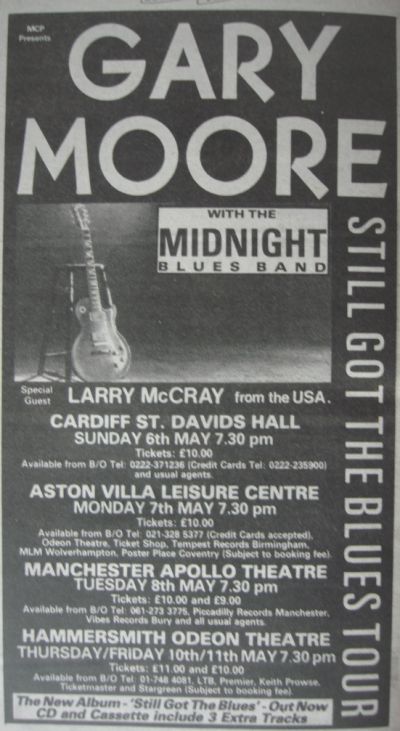 MCP
Presents
GARY
MOORE
WITH THE
MIDNIGHT
BLUES BAND
STILL GOT THE BLUES TOUR
Special
Guest
LARRY McCRAY from the USA.
CARDIFF ST. DAVIDS HALL
SUNDAY 6th MAY 7.30 pm
Tickets: £10.00
Available from B/O Tel: 0222-371236 (Credit Cards Tel: 0222-235900)
and usual agents.
ASTON VILLA LEISURE CENTRE
MONDAY 7th MAY 7.30 pm
Tickets: £10.00
Available from B/O Tel: 021-328 5377 (Credit Cards accepted),
Odeon Theatre, Ticket Shop, Tempest Records Birmingham,
MLM Wolverhampton, Poster Place Coventry (Subject to booking fee).
MANCHESTER APOLLO THEATRE
TUESDAY 8th MAY 7.30 pm
Tickets: £10.00 and £9.00
Available from B/O Tel: 061-273 3775, Piccadilly Records Manchester,
Vibes Records Bury and all usual agents.
HAMMERSMITH ODEON THEATRE
THURSDAY/FRIDAY 10th/11th MAY 7.30 pm
Tickets: £11.00 and £10.00
Available from B/O Tel: 01-748 4081, LTB, Premier, Keith Prowse,
Ticketmaster and Stargreen (Subject to booking fee).
The New Album - 'Still Got The Blues' - Out Now
CD and Cassette include 3 Extra Tracks